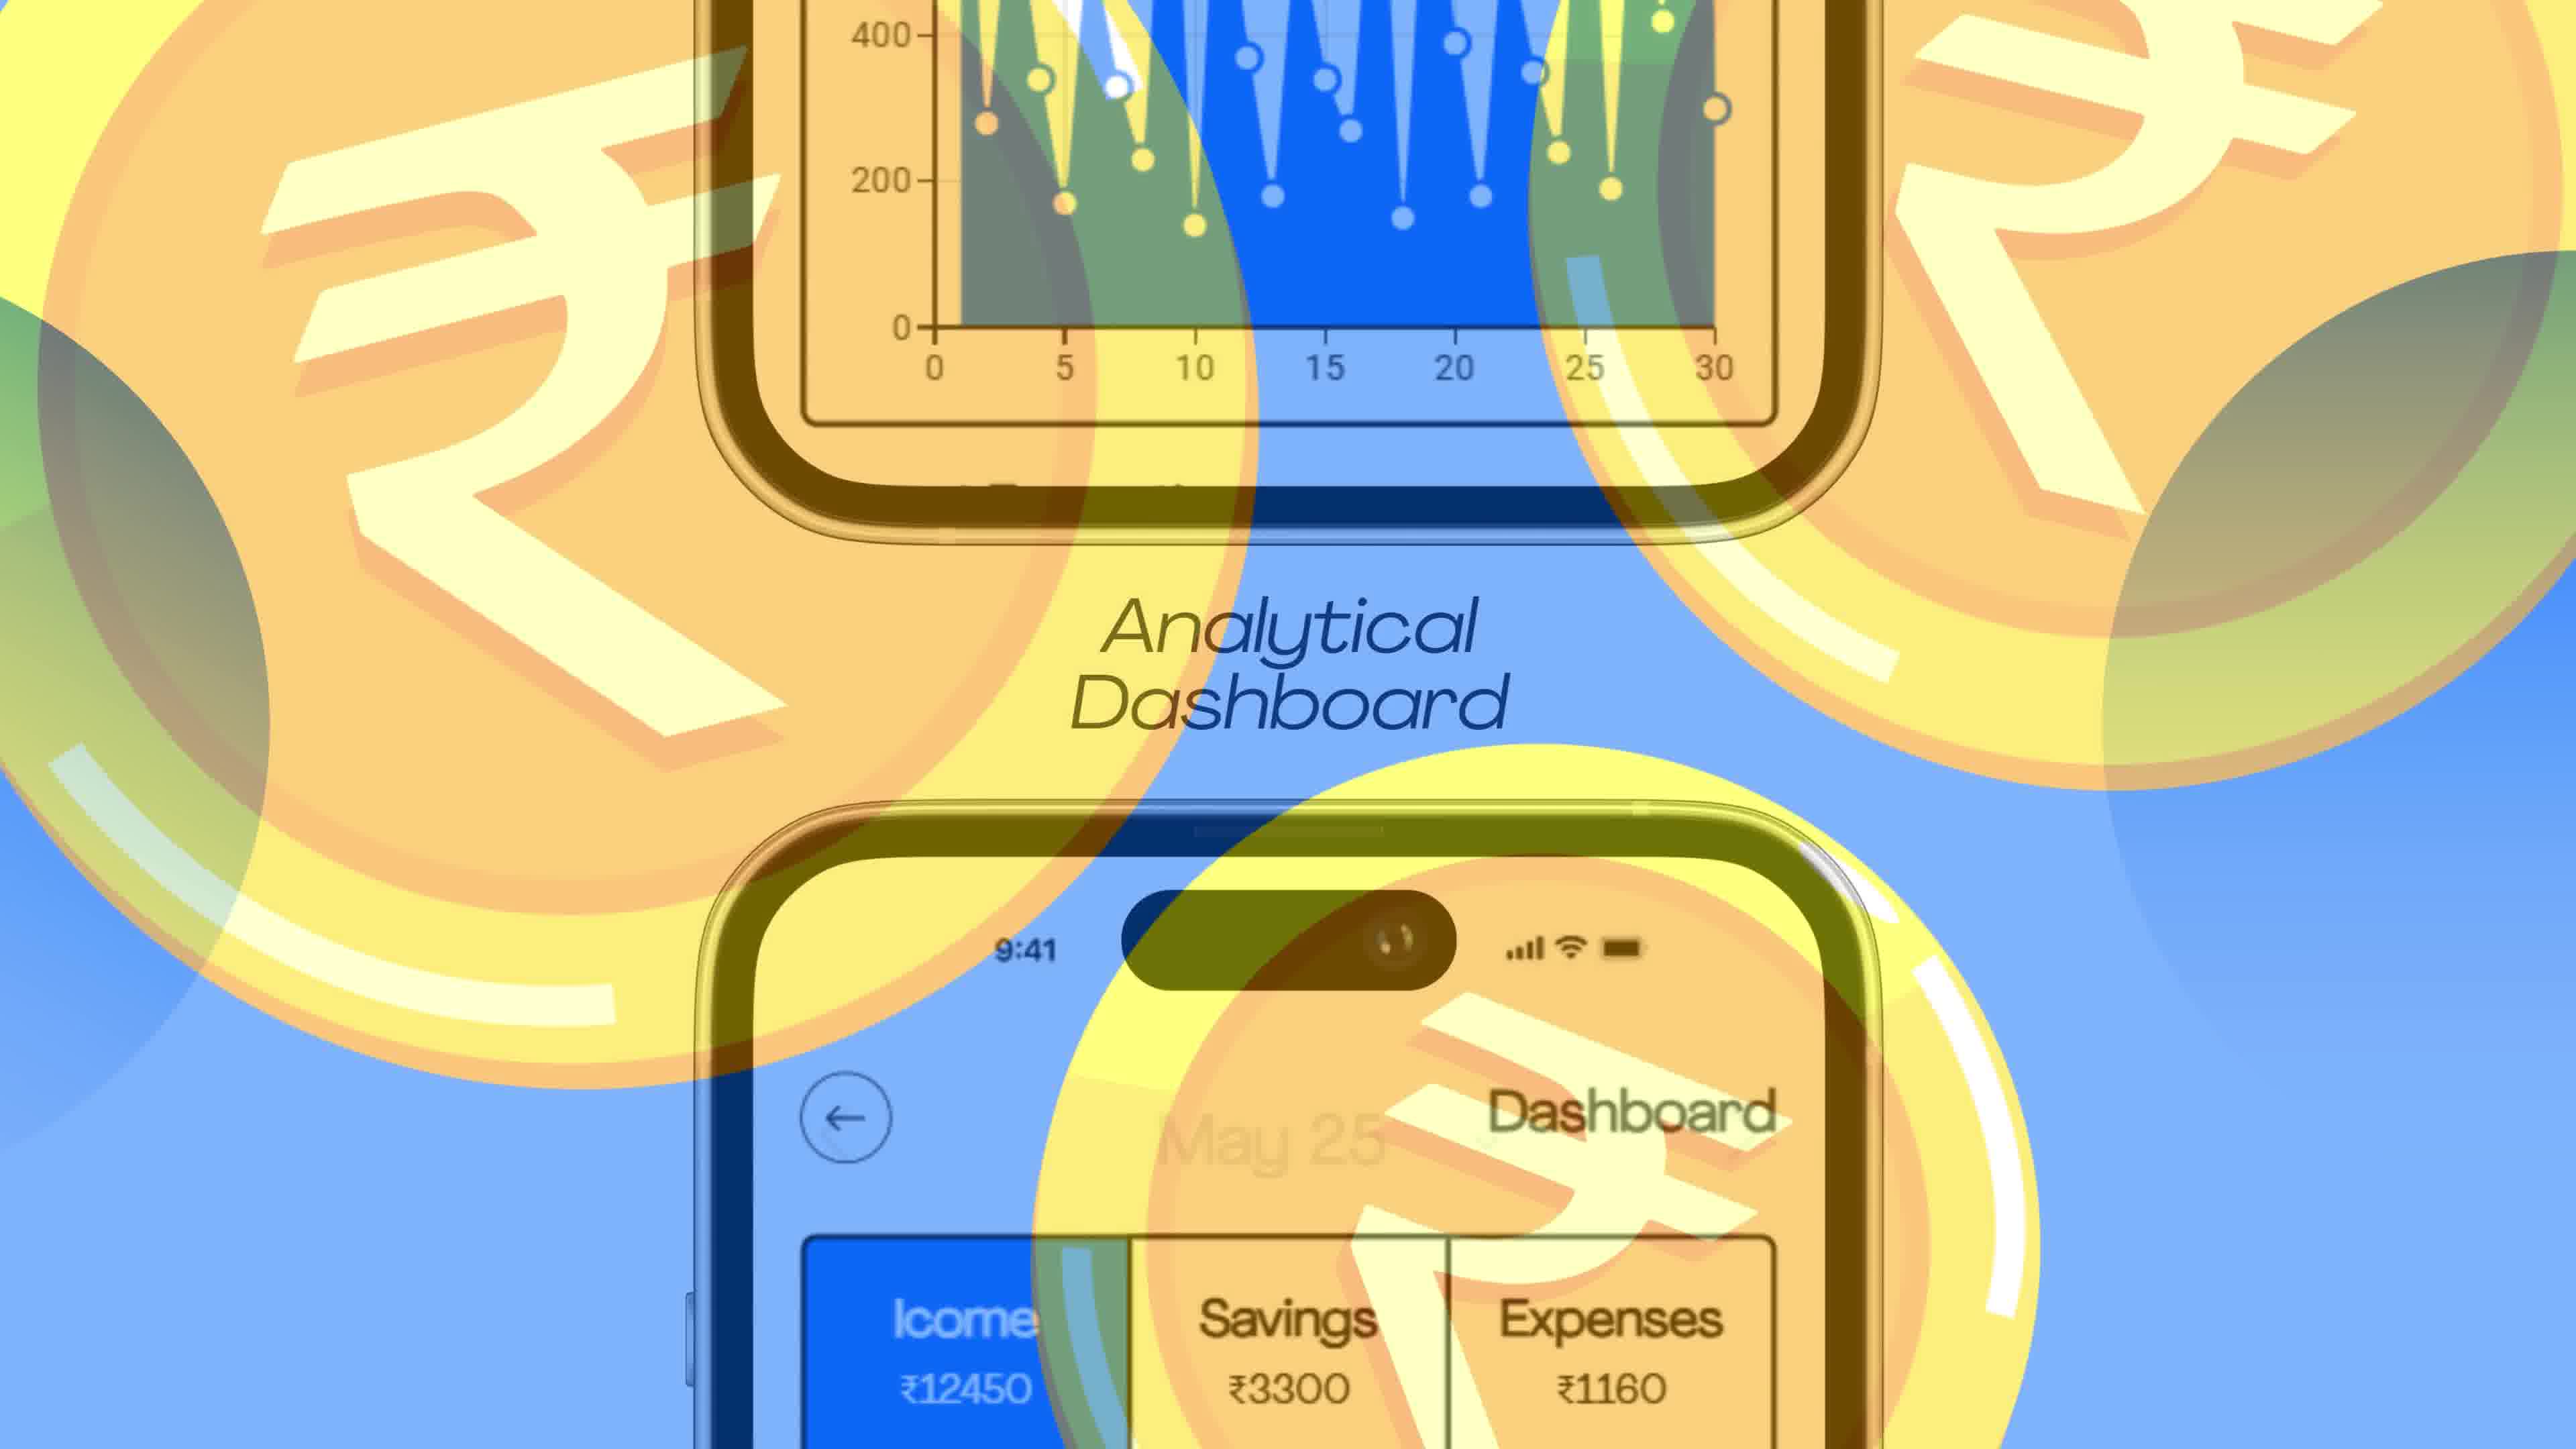 400
200
0
0 5 10 15 20 25 30
₹
₹
Analytical
Dashboard
9:41
Dashboard
May 25
₹
Icome Savings Expenses
₹12450 ₹3300 ₹1160